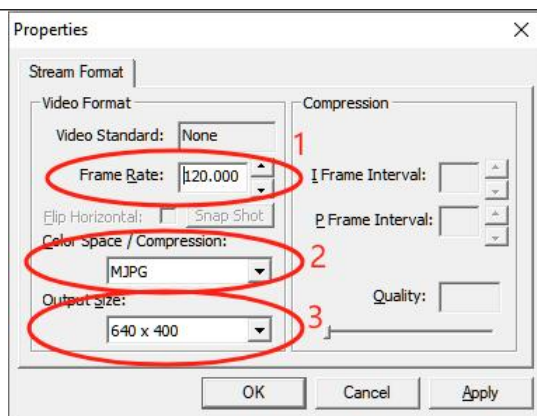 Properties
Stream Format
Video Format
Video Standard: None
1
Frame Rate: 120.000
Flip Horizontal: Snap Shot
Color Space / Compression:
MJPG
2
Output Size:
640 x 400
3
Compression
I Frame Interval:
P Frame Interval:
Quality:
OK Cancel Apply